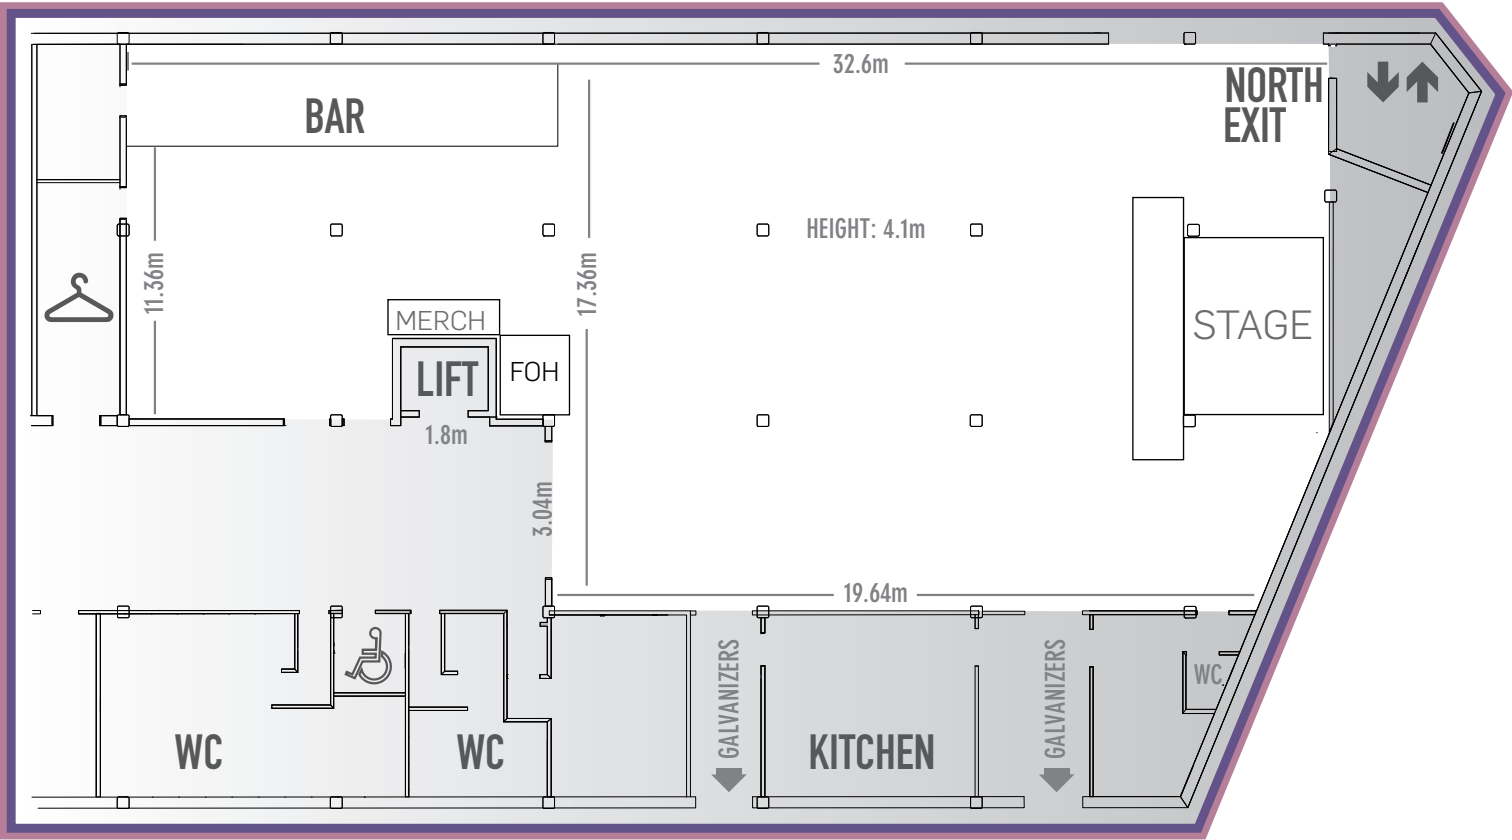 32.6m
NORTH
EXIT
BAR
HEIGHT: 4.1m
11.36m
17.36m
MERCH
STAGE
LIFT
FOH
1.8m
3.04m
19.64m
GALVANIZERS
GALVANIZERS
WC
WC
WC
KITCHEN